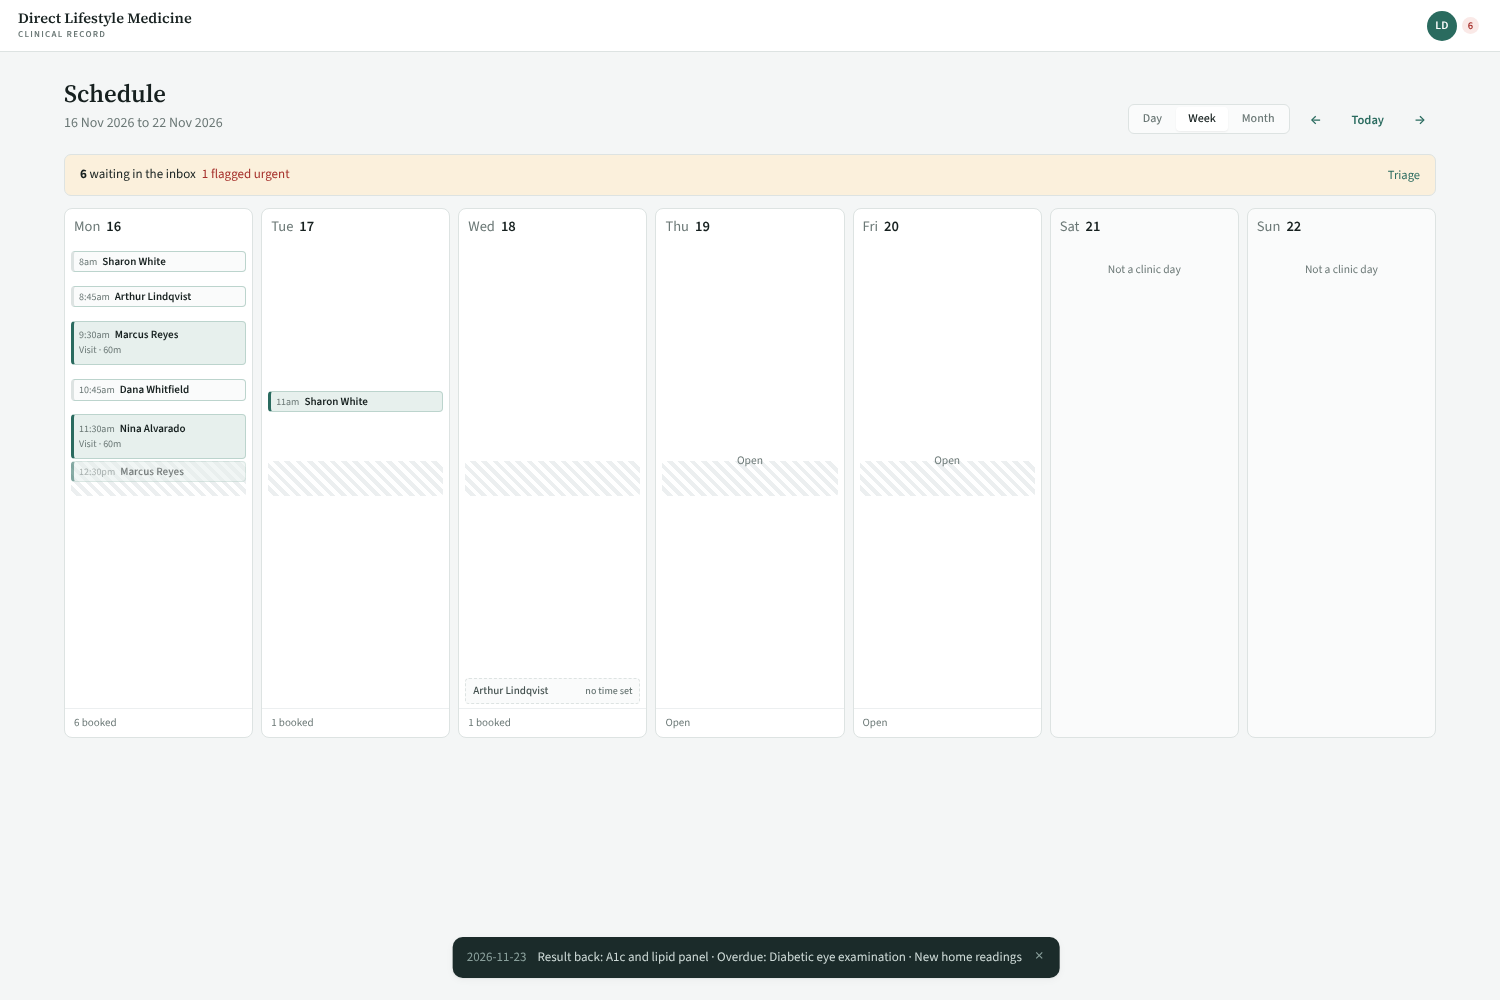 Direct Lifestyle Medicine
CLINICAL RECORD
LD 6
Schedule
16 Nov 2026 to 22 Nov 2026
Day Week Month ← Today →
6 waiting in the inbox 1 flagged urgent Triage
Mon 16
8am Sharon White
8:45am Arthur Lindqvist
9:30am Marcus Reyes
Visit · 60m
10:45am Dana Whitfield
11:30am Nina Alvarado
Visit · 60m
12:30pm Marcus Reyes
6 booked
Tue 17
11am Sharon White
1 booked
Wed 18
Arthur Lindqvist no time set
1 booked
Thu 19
Open
Open
Fri 20
Open
Open
Sat 21
Not a clinic day
Sun 22
Not a clinic day
2026-11-23 Result back: A1c and lipid panel · Overdue: Diabetic eye examination · New home readings ×